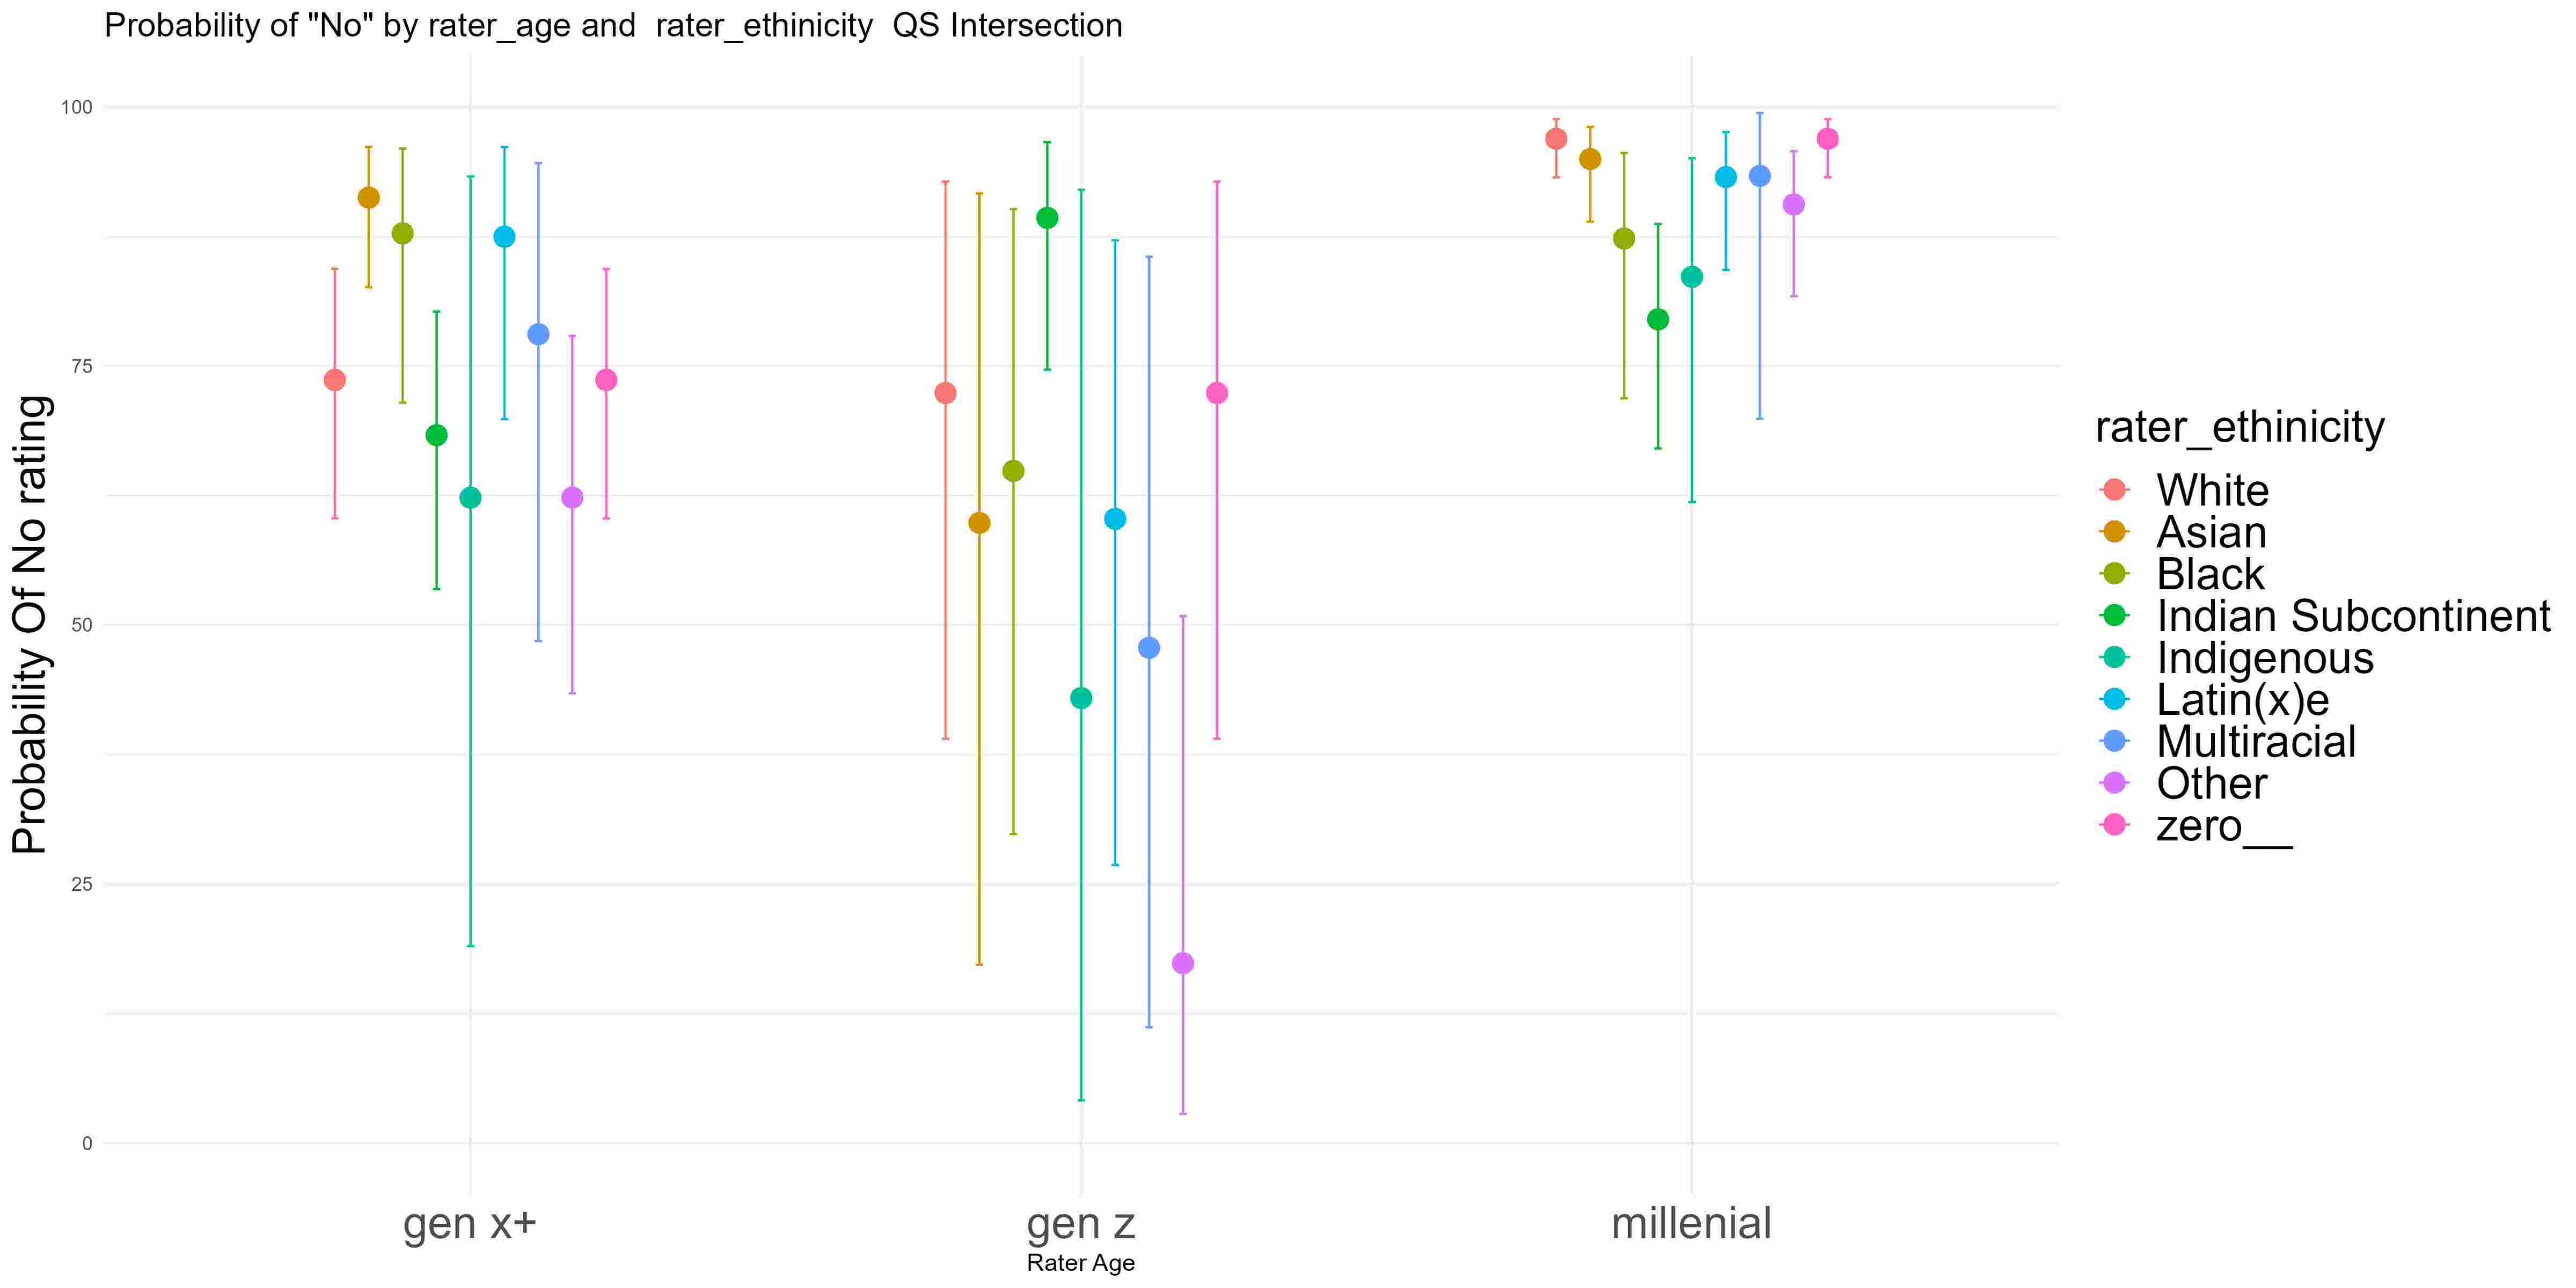 Probability of "No" by rater_age and  rater_ethinicity  QS Intersection
Probability Of No rating
100
75
50
25
0
gen x+
gen z
millenial
Rater Age
rater_ethinicity
White
Asian
Black
Indian Subcontinent
Indigenous
Latin(x)e
Multiracial
Other
zero__